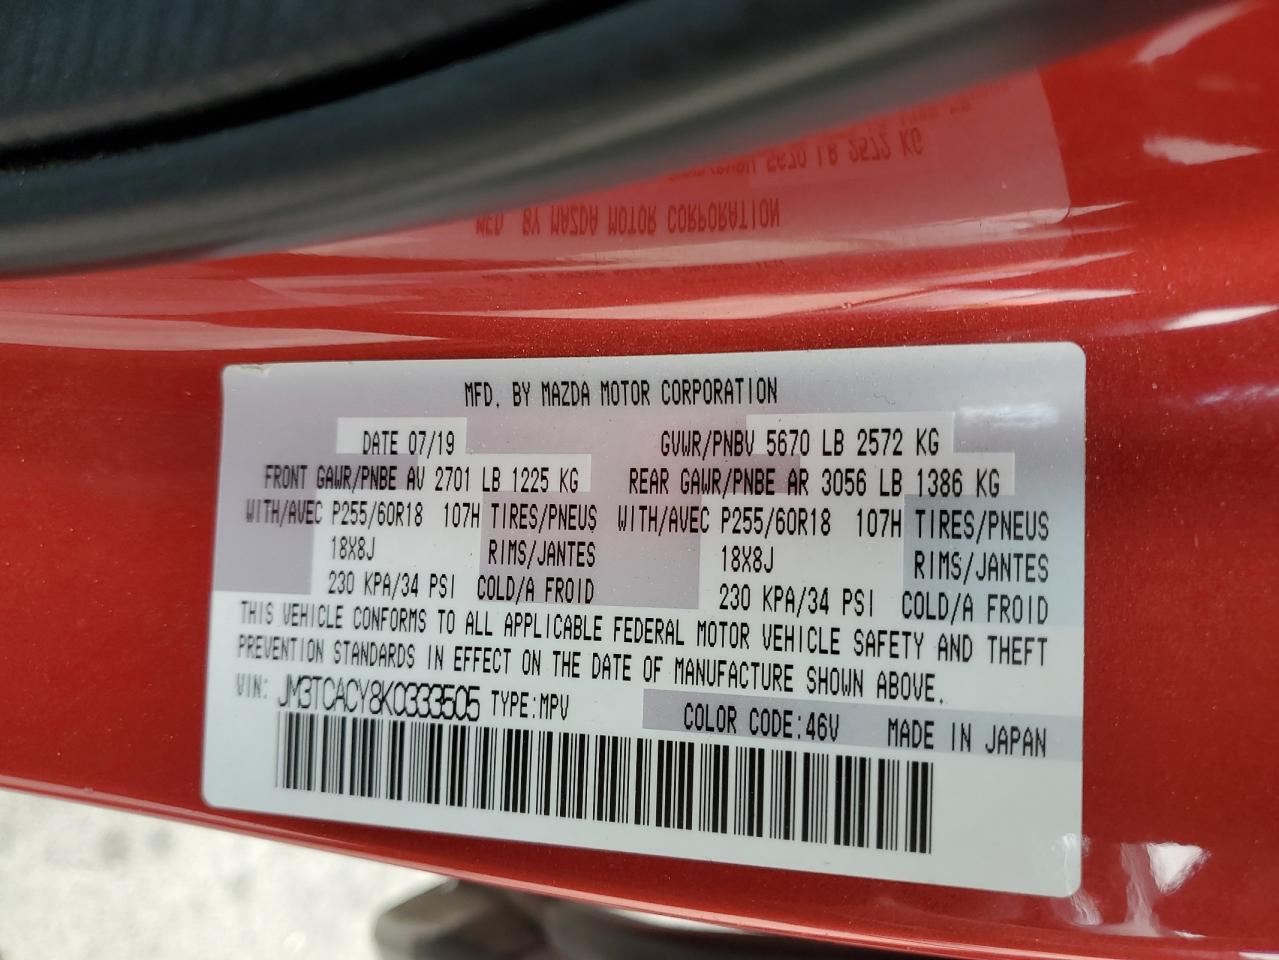 MFD. BY MAZDA MOTOR CORPORATION
DATE 07/19 GVWR/PNBV 5670 LB 2572 KG
FRONT GAWR/PNBE AV 2701 LB 1225 KG REAR GAWR/PNBE AR 3056 LB 1386 KG
WITH/AVEC P255/60R18 107H TIRES/PNEUS WITH/AVEC P255/60R18 107H TIRES/PNEUS
18X8J RIMS/JANTES 18X8J RIMS/JANTES
230 KPA/34 PSI COLD/A FROID 230 KPA/34 PSI COLD/A FROID
THIS VEHICLE CONFORMS TO ALL APPLICABLE FEDERAL MOTOR VEHICLE SAFETY AND THEFT
PREVENTION STANDARDS IN EFFECT ON THE DATE OF MANUFACTURE SHOWN ABOVE.
VIN: JM3TCACY8K0333505 TYPE:MPV COLOR CODE:46V MADE IN JAPAN